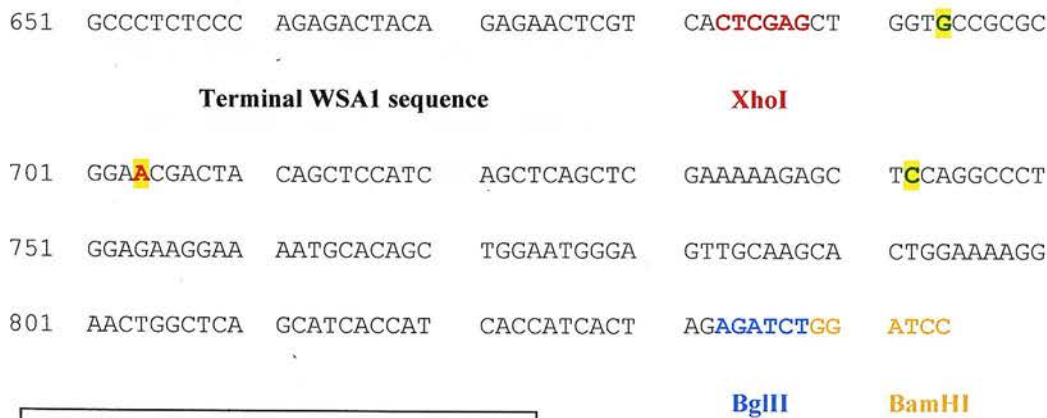 651 GCCCTCTCCC AGAGACTACA GAGAACTCGT CACTCGAGCT GGTGCCGCGC
Terminal WSA1 sequence XhoI
701 GGAACGACTA CAGCTCCATC AGCTCAGCTC GAAAAAGAGC TCCAGGCCCT
751 GGAGAAGGAA AATGCACAGC TGGAATGGGA GTTGCAAGCA CTGGAAAAGG
801 AACTGGCTCA GCATCACCAT CACCATCACT AGAGATCTGG ATCC
BglII BamHI